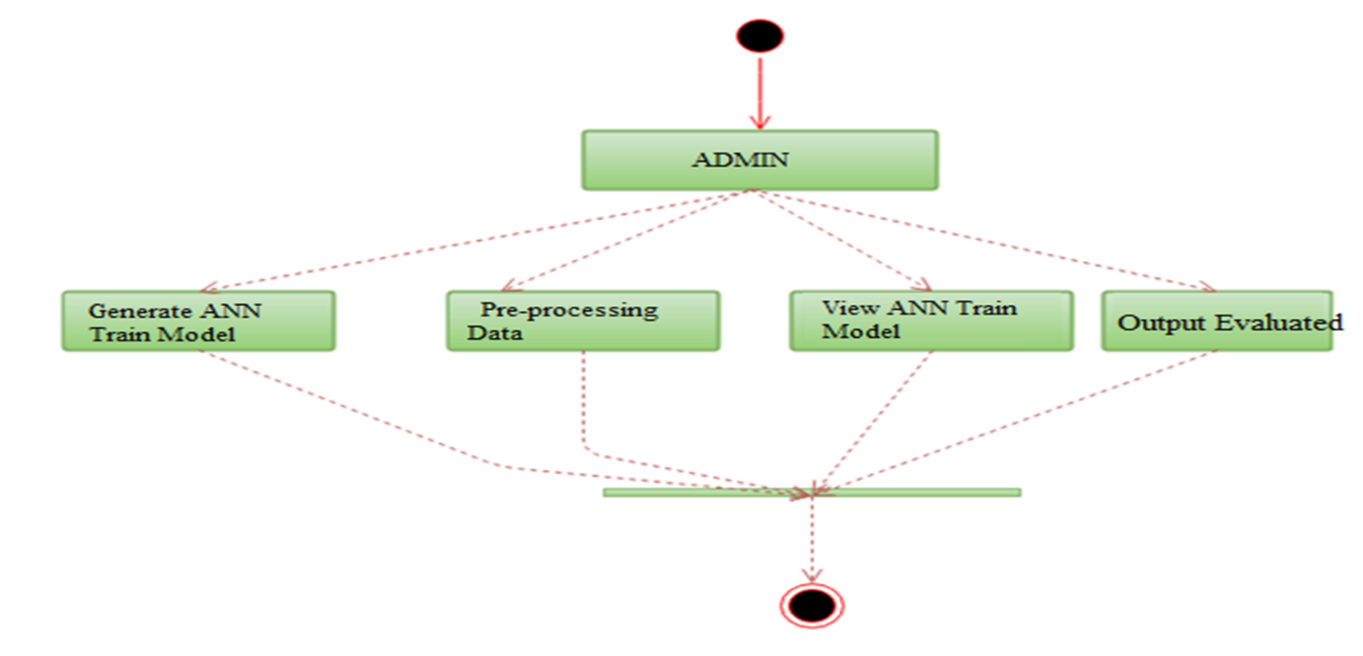 ADMIN
Generate ANN
Train Model
Pre-processing
Data
View ANN Train
Model
Output Evaluated